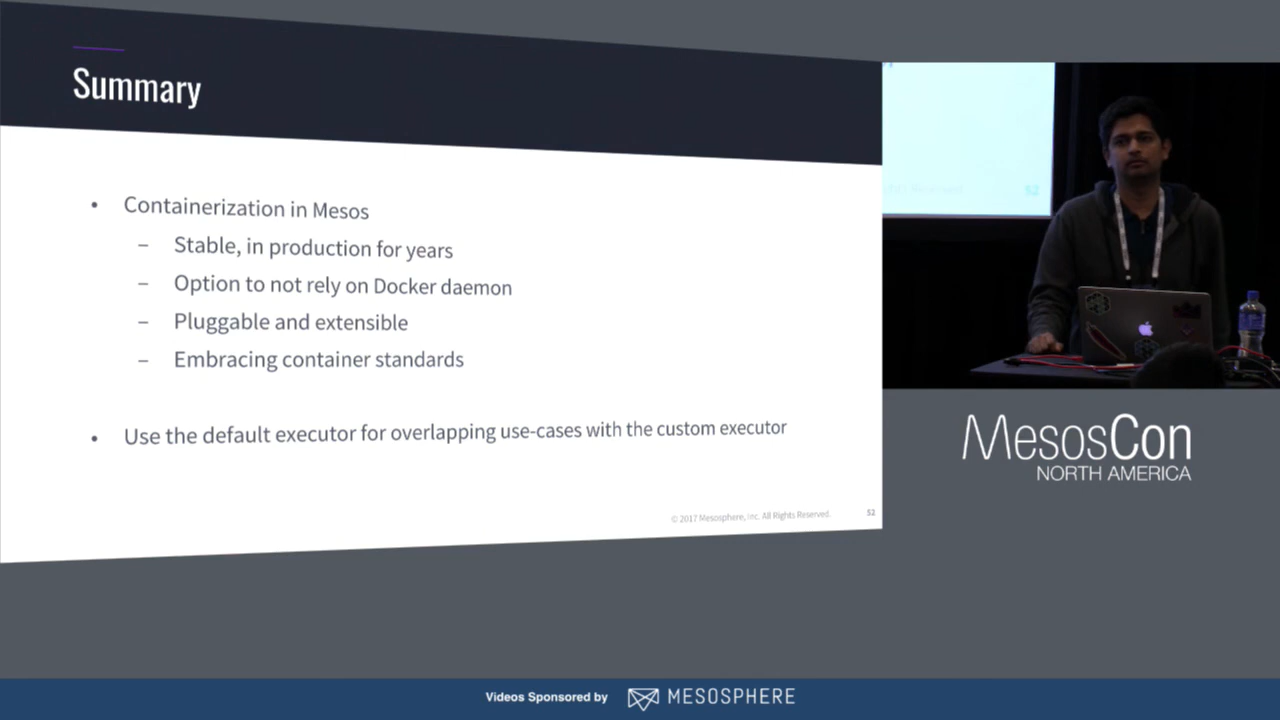 Summary
• Containerization in Mesos
– Stable, in production for years
– Option to not rely on Docker daemon
– Pluggable and extensible
– Embracing container standards
• Use the default executor for overlapping use-cases with the custom executor
© 2017 Mesosphere, Inc. All Rights Reserved.
52
52
MesosCon
NORTH AMERICA
Videos Sponsored by
MESOSPHERE